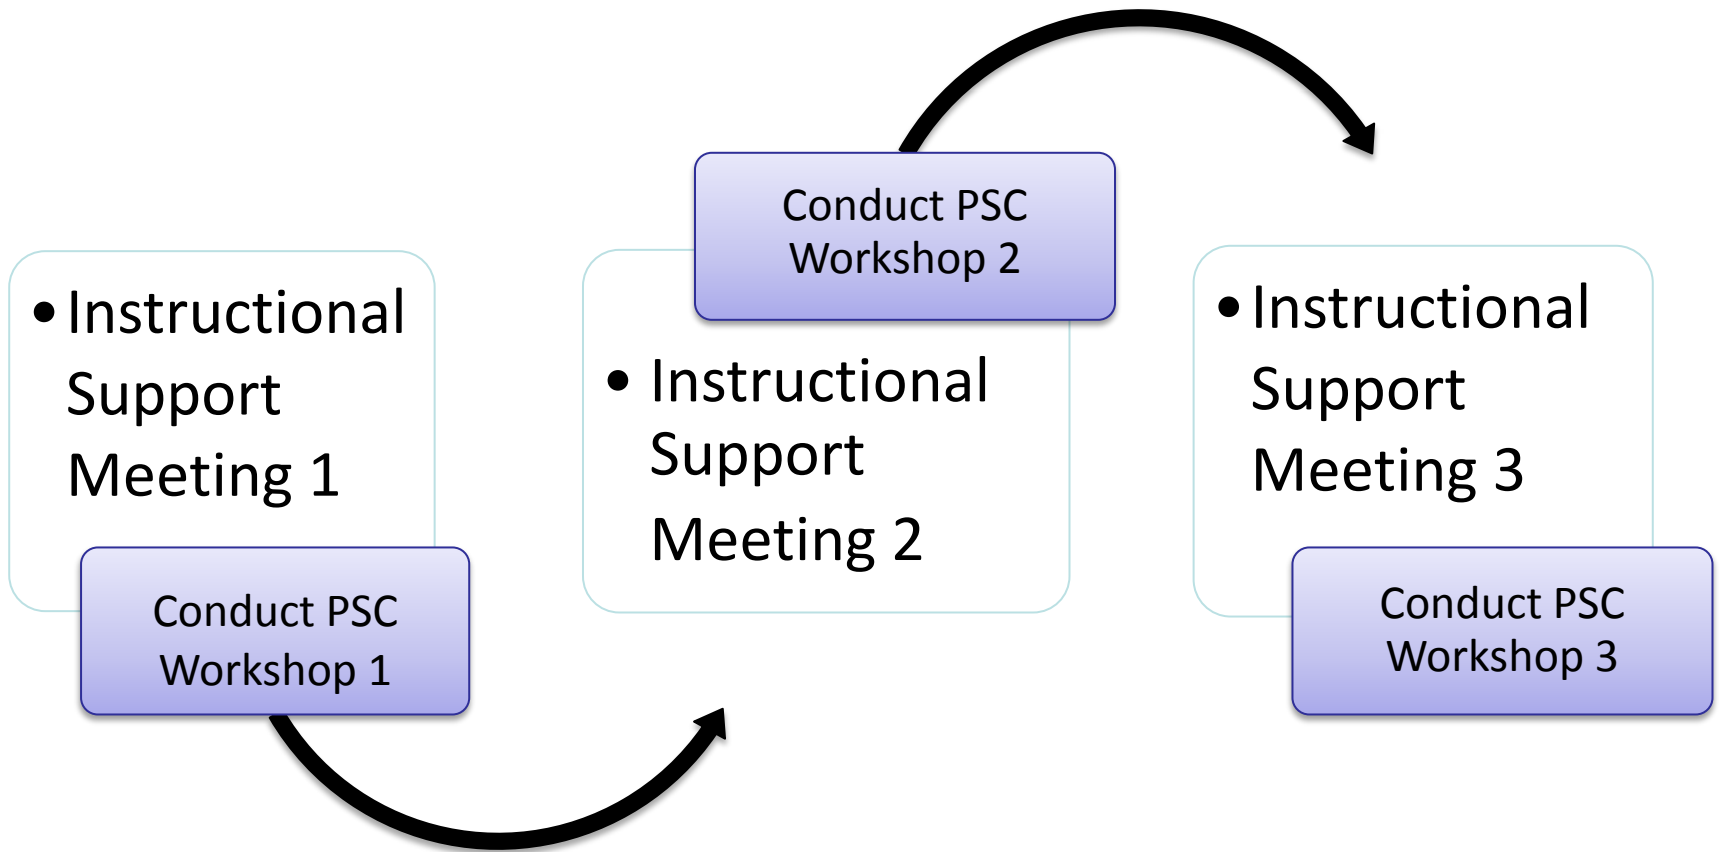 • Instructional
Support
Meeting 1
Conduct PSC
Workshop 1
Conduct PSC
Workshop 2
• Instructional
Support
Meeting 2
• Instructional
Support
Meeting 3
Conduct PSC
Workshop 3